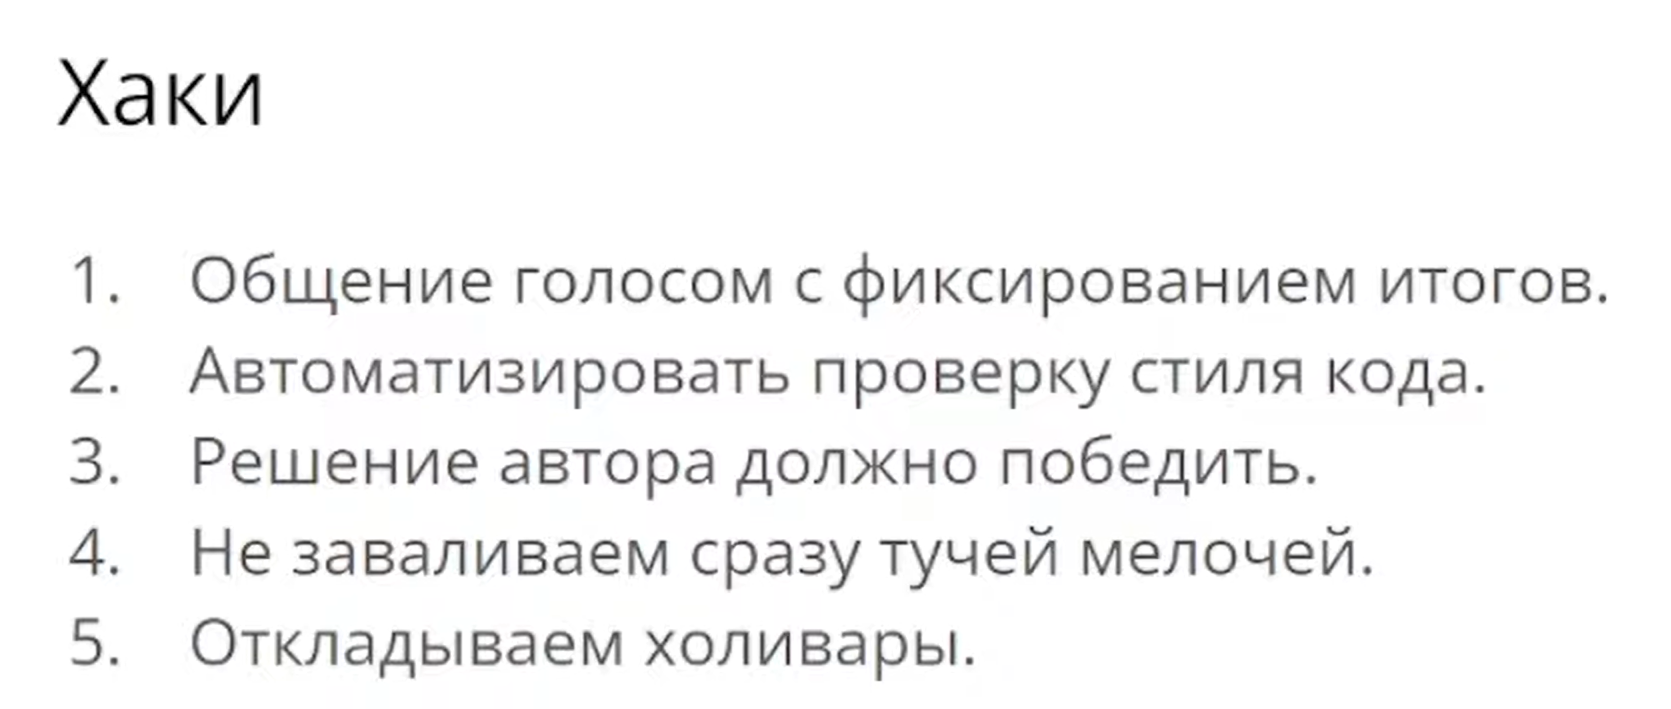 Хаки
1. Общение голосом с фиксированием итогов.
2. Автоматизировать проверку стиля кода.
3. Решение автора должно победить.
4. Не заваливаем сразу тучей мелочей.
5. Откладываем холивары.